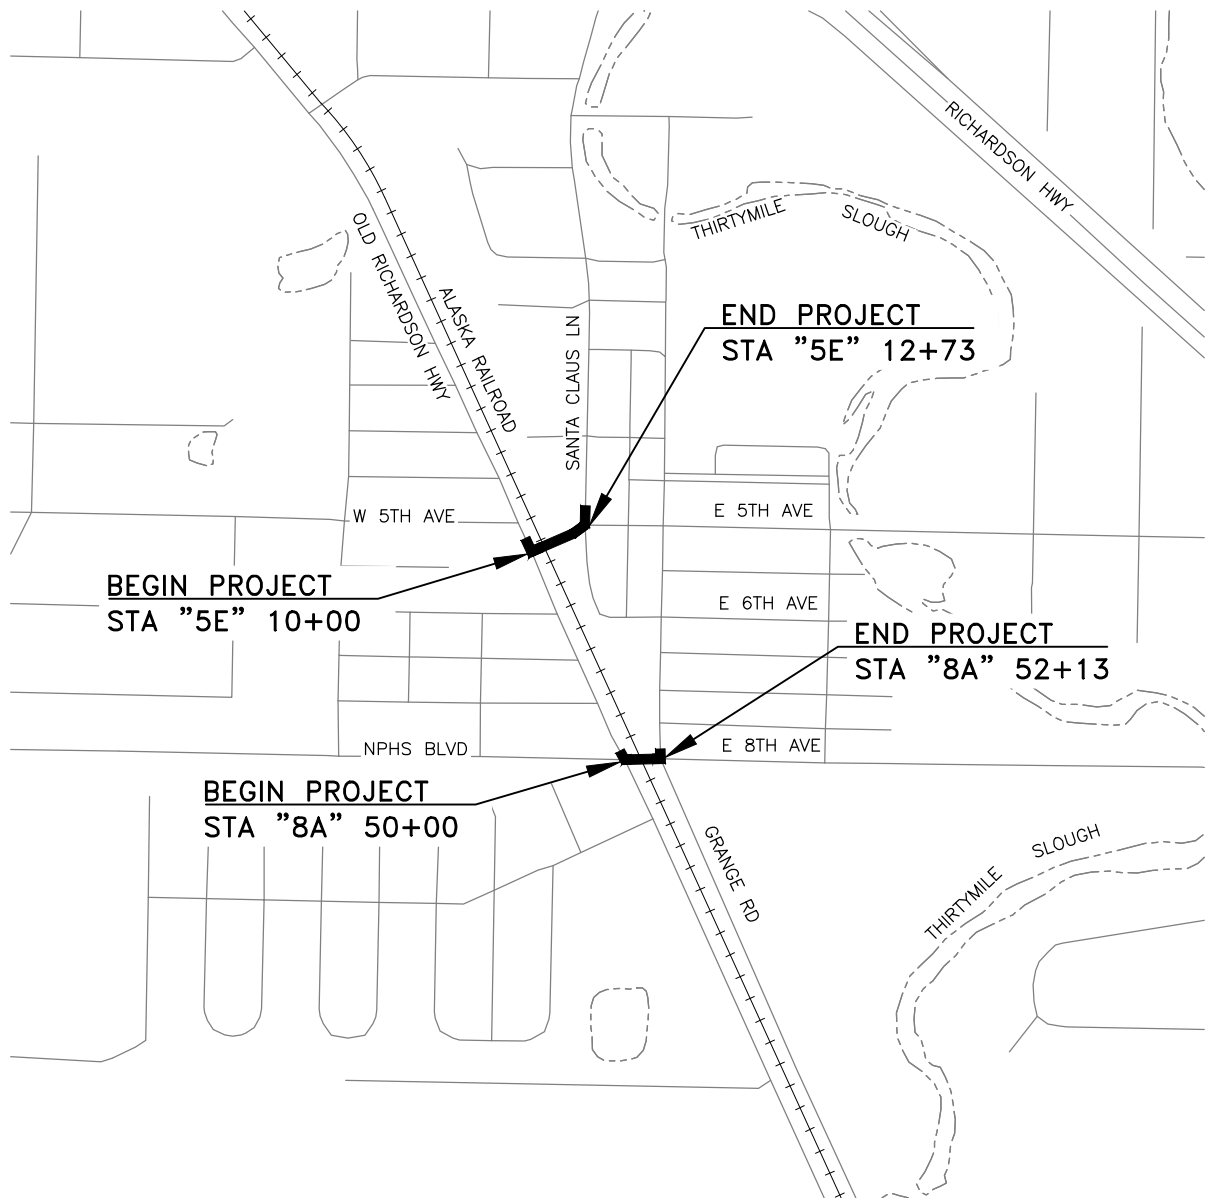 RICHARDSON HWY
THIRTYMILE
SLOUGH
OLD RICHARDSON HWY
ALASKA RAILROAD
SANTA CLAUS LN
END PROJECT
STA "5E" 12+73
W 5TH AVE
E 5TH AVE
BEGIN PROJECT
STA "5E" 10+00
E 6TH AVE
END PROJECT
STA "8A" 52+13
NPHS BLVD
E 8TH AVE
BEGIN PROJECT
STA "8A" 50+00
GRANGE RD
THIRTYMILE
SLOUGH